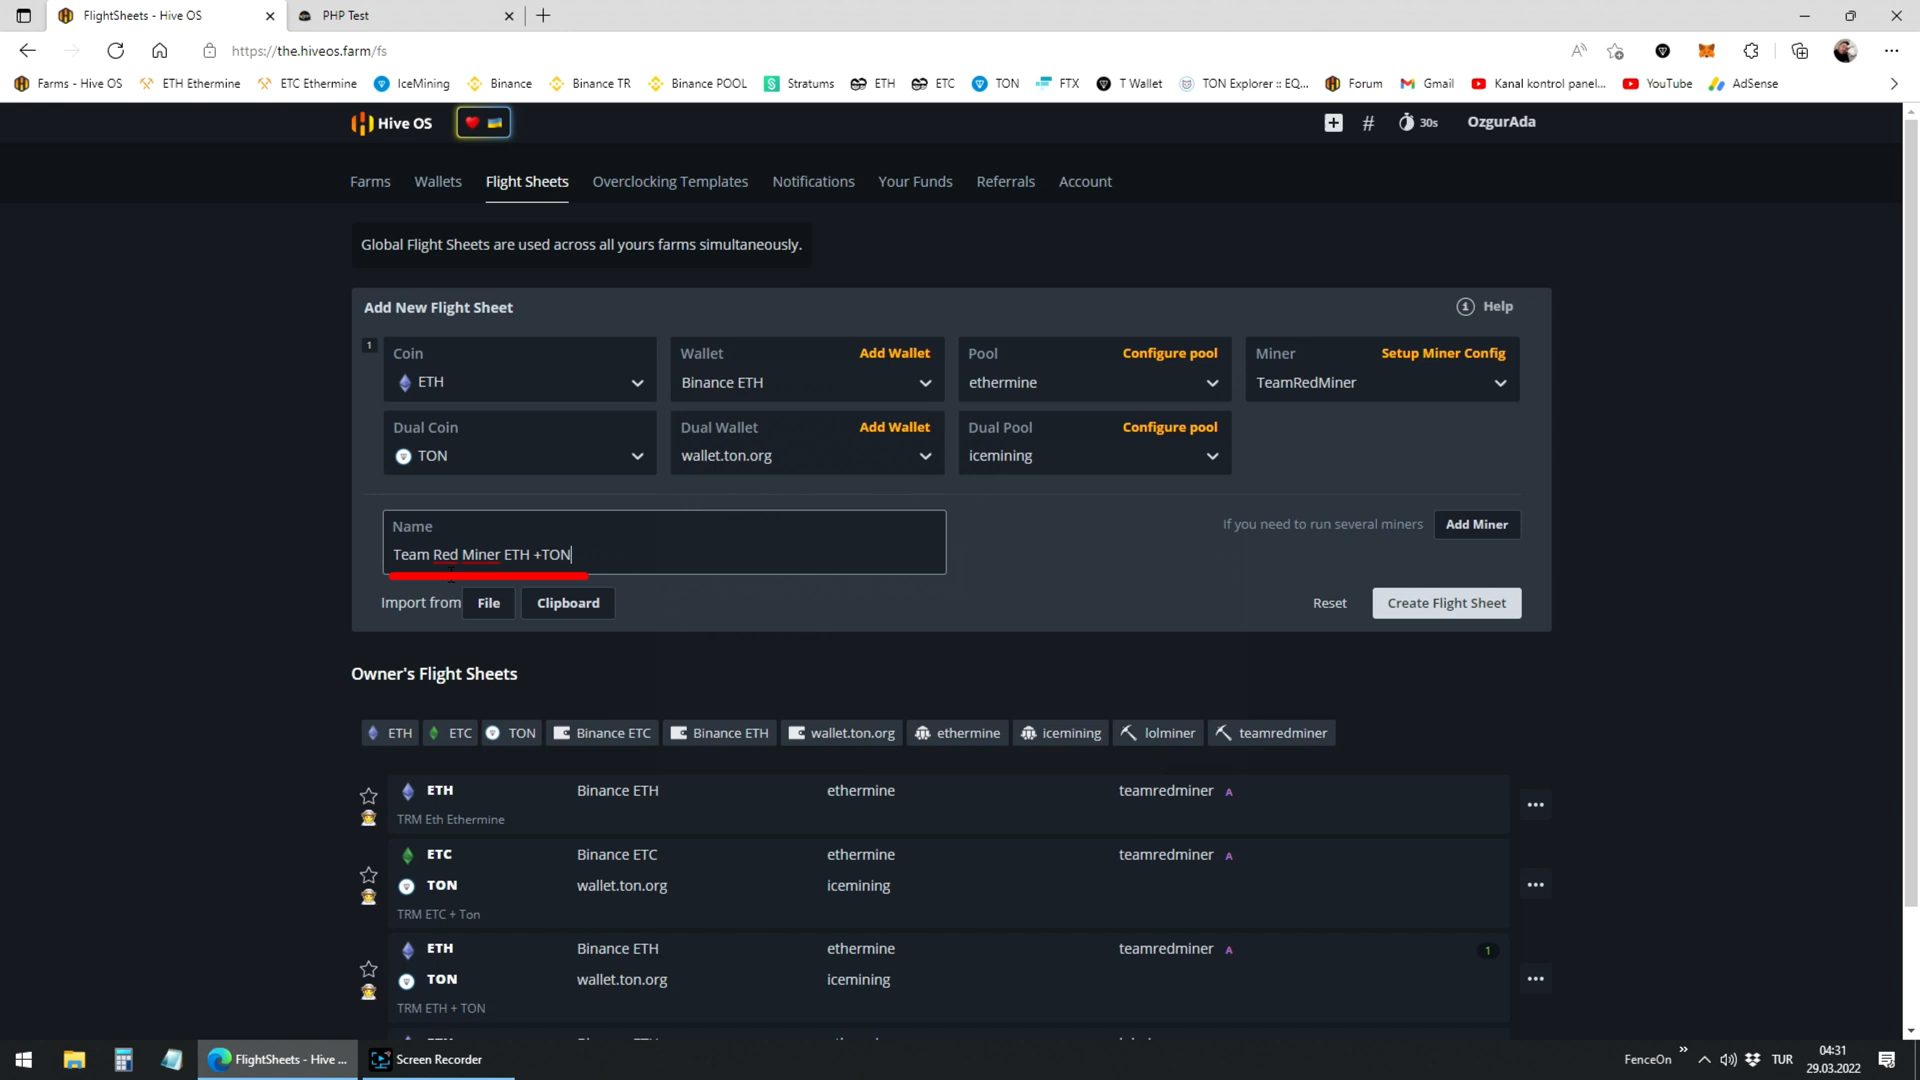 FlightSheets - Hive OS
PHP Test
https://the.hiveos.farm/fs
Farms - Hive OS
ETH Ethermine
ETC Ethermine
IceMining
Binance
Binance TR
Binance POOL
Stratums
ETH
ETC
TON
FTX
T Wallet
TON Explorer :: EQ...
Forum
Gmail
Kanal kontrol panel...
YouTube
AdSense
Hive OS
30s
OzgurAda
Farms
Wallets
Flight Sheets
Overclocking Templates
Notifications
Your Funds
Referrals
Account
Global Flight Sheets are used across all yours farms simultaneously.
Add New Flight Sheet
Help
1
Coin
ETH
Wallet
Add Wallet
Binance ETH
Pool
Configure pool
ethermine
Miner
Setup Miner Config
TeamRedMiner
Dual Coin
TON
Dual Wallet
Add Wallet
wallet.ton.org
Dual Pool
Configure pool
icemining
Name
Team Red Miner ETH +TON
If you need to run several miners
Add Miner
Import from
File
Clipboard
Reset
Create Flight Sheet
Owner's Flight Sheets
ETH
ETC
TON
Binance ETC
Binance ETH
wallet.ton.org
ethermine
icemining
lolminer
teamredminer
ETH
Binance ETH
ethermine
teamredminer A
TRM Eth Ethermine
ETC
Binance ETC
ethermine
teamredminer A
TON
wallet.ton.org
icemining
TRM ETC + Ton
ETH
Binance ETH
ethermine
teamredminer A
1
TON
wallet.ton.org
icemining
TRM ETH + TON
FlightSheets - Hive ...
Screen Recorder
FenceOn
TUR
04:31
29.03.2022